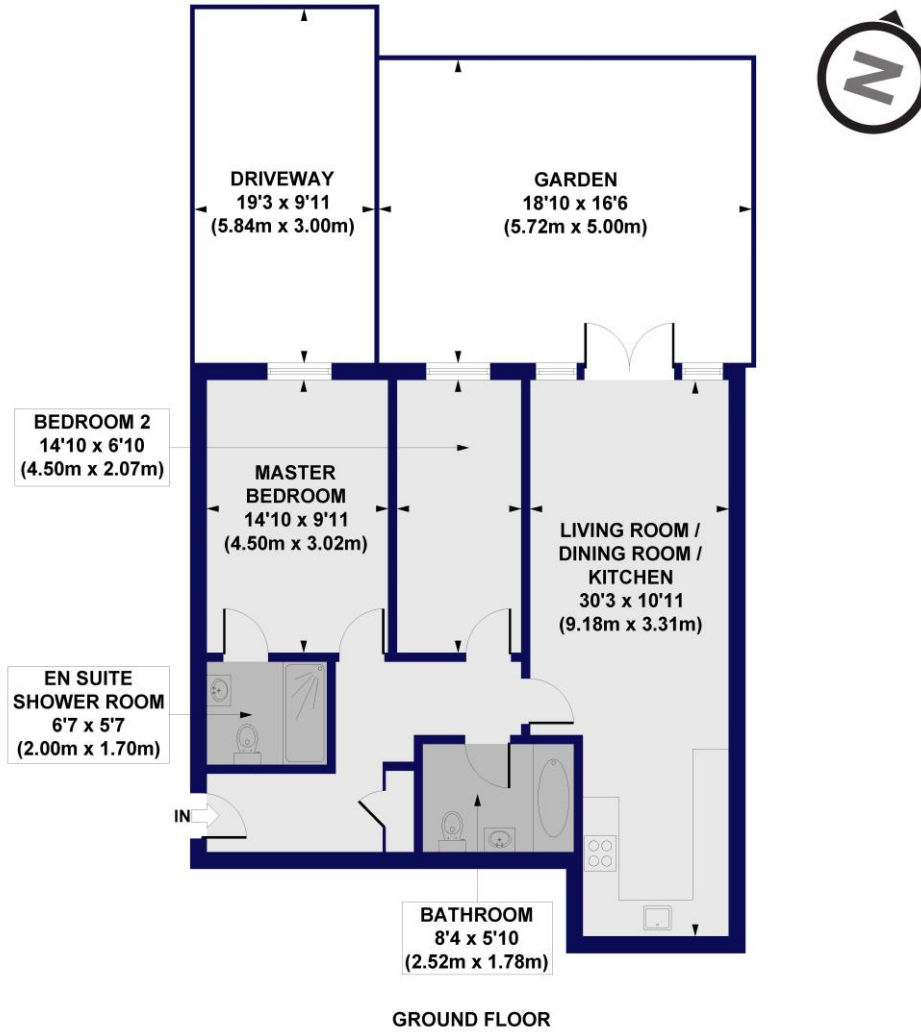 N
DRIVEWAY
19'3 x 9'11
(5.84m x 3.00m)
GARDEN
18'10 x 16'6
(5.72m x 5.00m)
BEDROOM 2
14'10 x 6'10
(4.50m x 2.07m)
MASTER
BEDROOM
14'10 x 9'11
(4.50m x 3.02m)
LIVING ROOM /
DINING ROOM /
KITCHEN
30'3 x 10'11
(9.18m x 3.31m)
EN SUITE
SHOWER ROOM
6'7 x 5'7
(2.00m x 1.70m)
IN
BATHROOM
8'4 x 5'10
(2.52m x 1.78m)
GROUND FLOOR